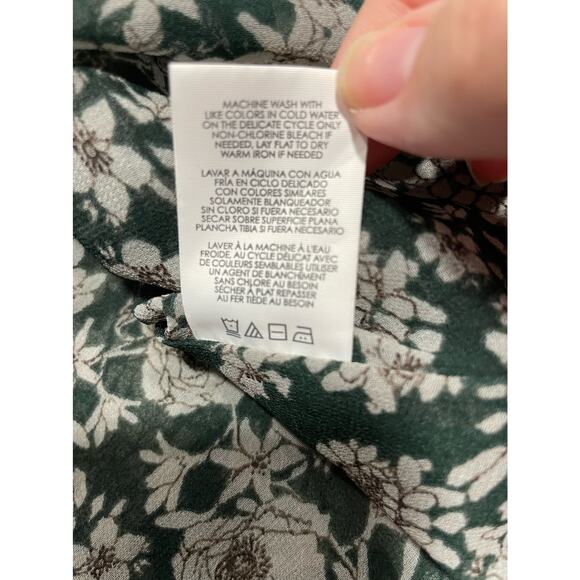 MACHINE WASH WITH
LIKE COLORS IN COLD WATER
ON THE DELICATE CYCLE ONLY
NON-CHLORINE BLEACH IF
NEEDED, LAY FLAT TO DRY
WARM IRON IF NEEDED
LAVAR A MÁQUINA CON AGUA
FRÍA EN CICLO DELICADO
CON COLORES SIMILARES
SOLAMENTE BLANQUEADOR
SIN CLORO SI FUERA NECESARIO
SECAR SOBRE SUPERFICIE PLANA
PLANCHA TIBIA SI FUERA NECESARIO
LAVER À LA MACHINE À L'EAU
FROIDE, AU CYCLE DÉLICAT AVEC
DE COULEURS SEMBLABLES UTILISER
UN AGENT DE BLANCHÎMENT
SANS CHLORE AU BESOIN
SÉCHER À PLAT REPASSER
AU FER TIÈDE AU BESOIN